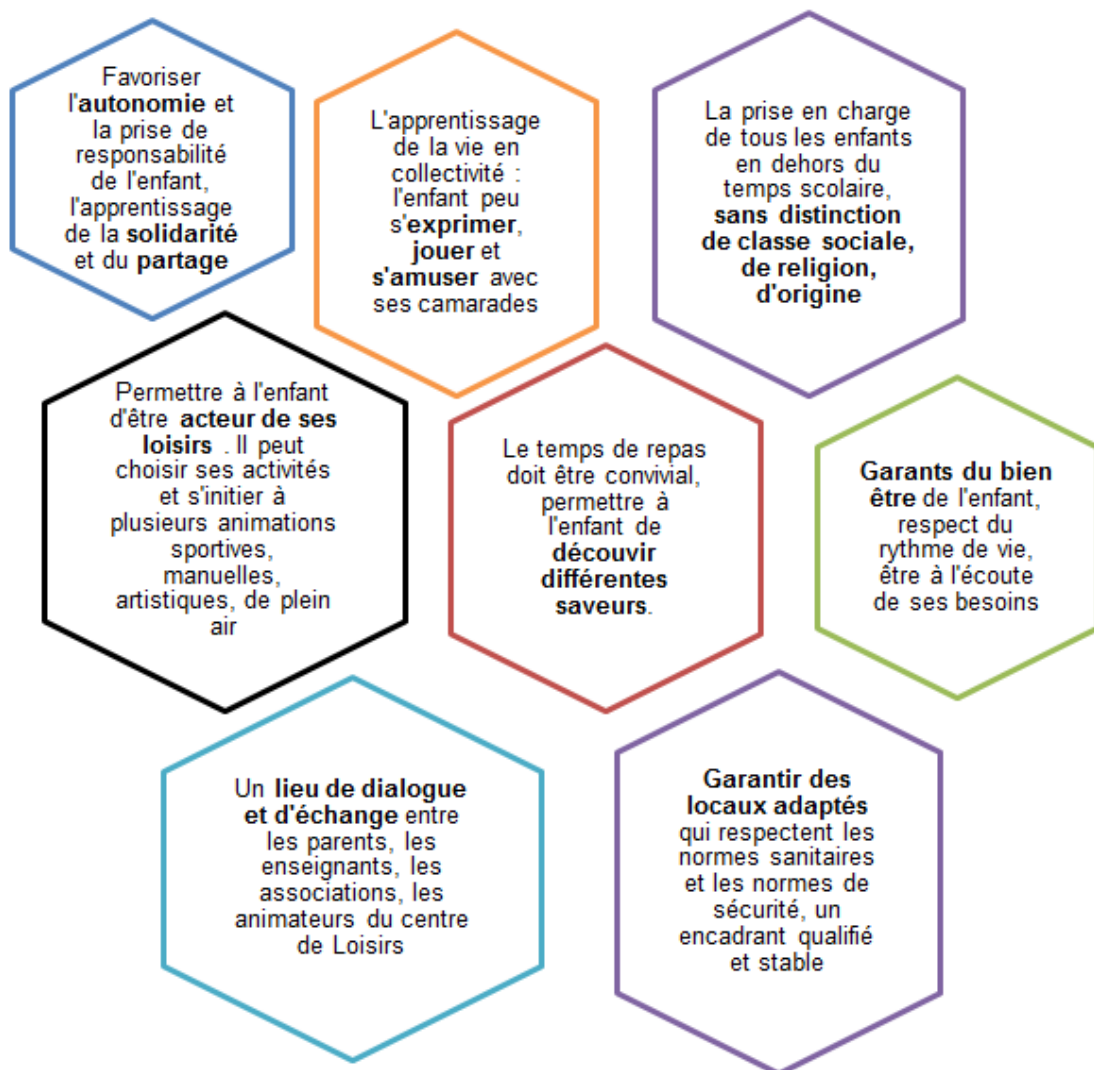 Favoriser
l'autonomie et
la prise de
responsabilité
de l'enfant,
l'apprentissage
de la solidarité
et du partage
L'apprentissage
de la vie en
collectivité :
l'enfant peu
s'exprimer,
jouer et
s'amuser avec
ses camarades
La prise en charge
de tous les enfants
en dehors du
temps scolaire,
sans distinction
de classe sociale,
de religion,
d'origine
Permettre à l'enfant
d'être acteur de ses
loisirs . Il peut
choisir ses activités
et s'initier à
plusieurs animations
sportives,
manuelles,
artistiques, de plein
air
Le temps de repas
doit être convivial,
permettre à
l'enfant de
découvir
différentes
saveurs.
Garants du bien
être de l'enfant,
respect du
rythme de vie,
être à l'écoute
de ses besoins
Un lieu de dialogue
et d'échange entre
les parents, les
enseignants, les
associations, les
animateurs du centre
de Loisirs
Garantir des
locaux adaptés
qui respectent les
normes sanitaires
et les normes de
sécurité, un
encadrant qualifié
et stable